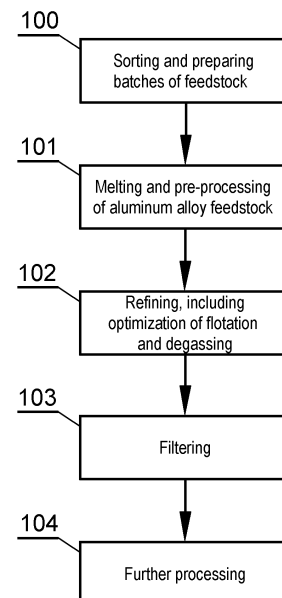 100
Sorting and preparing
batches of feedstock
101
Melting and pre-processing
of aluminum alloy feedstock
102
Refining, including
optimization of flotation
and degassing
103
Filtering
104
Further processing